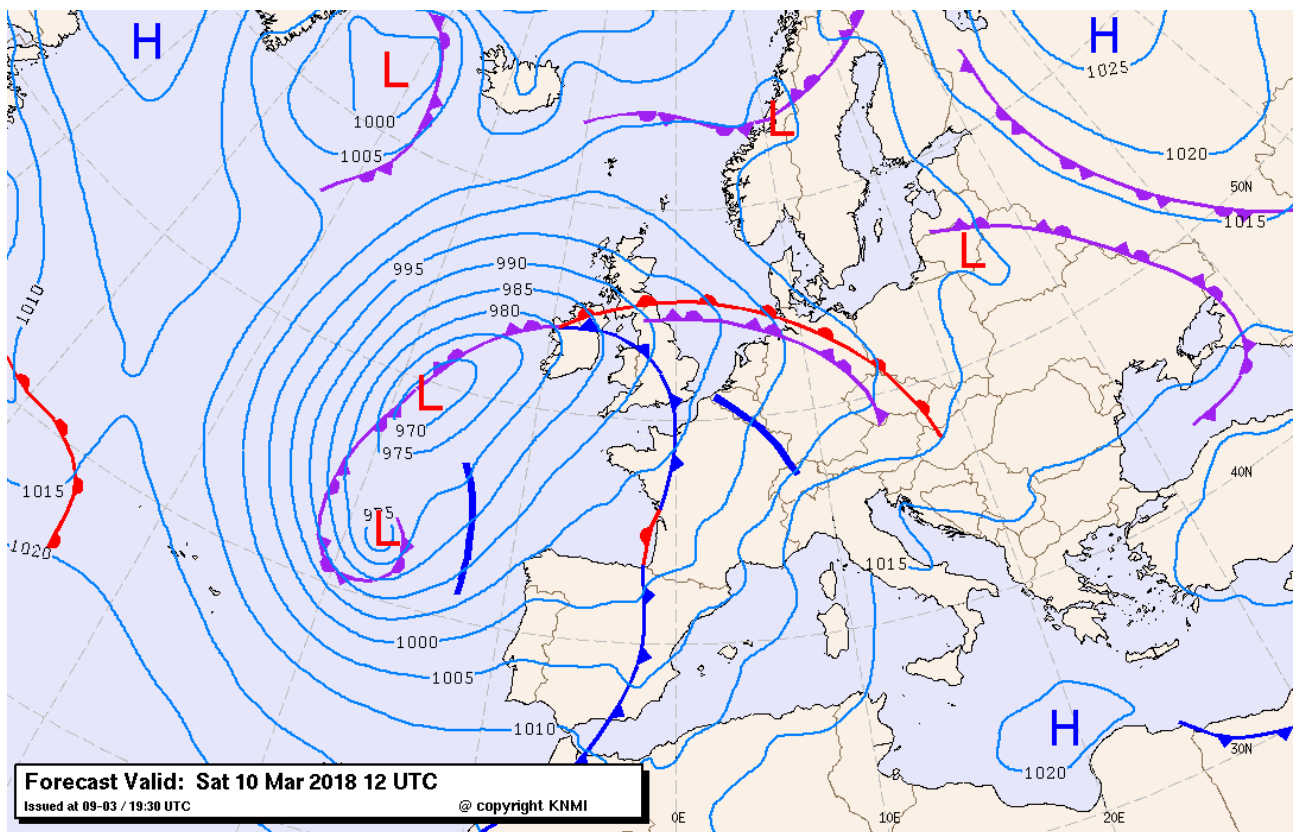 H
L
H
1025
1000
L
1005
1020
50N
1015
L
995
990
985
980
1010
L
970
975
40N
1015
975
L
1020
1015
1000
1005
1010
H
1020
30N
Forecast Valid: Sat 10 Mar 2018 12 UTC
Issued at 09-03 / 19:30 UTC
@ copyright KNMI
0E
10E
20E